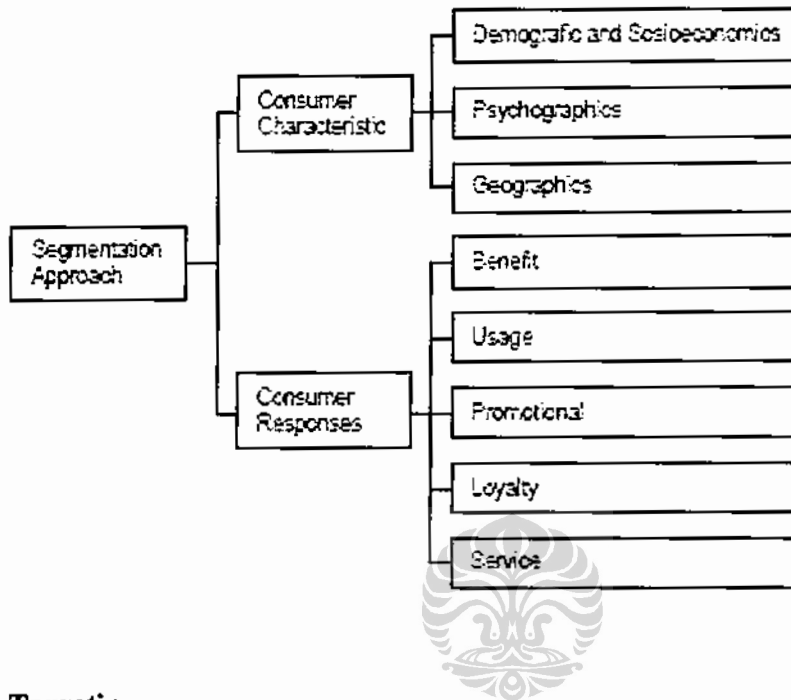 Demografic and Sosioeconomics
Consumer
Characteristic
Psychographics
Geographics
Segmentation
Approach
Benefit
Usage
Consumer
Responses
Promotional
Loyalty
Service